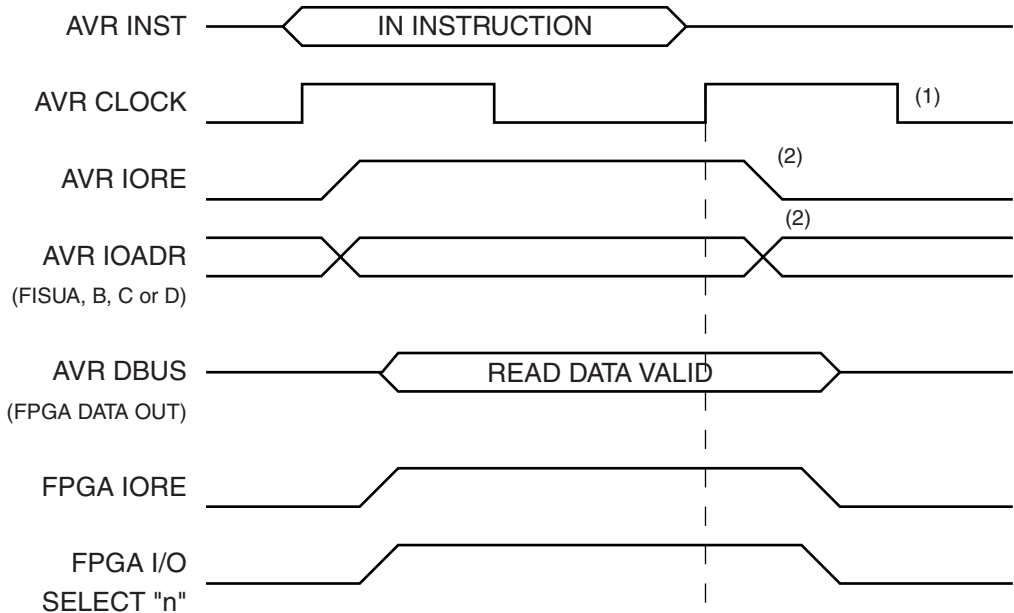 AVR INST
IN INSTRUCTION
AVR CLOCK
(1)
AVR IORE
(2)
(2)
AVR IOADR
(FISUA, B, C or D)
AVR DBUS
READ DATA VALID
(FPGA DATA OUT)
FPGA IORE
FPGA I/O
SELECT "n"